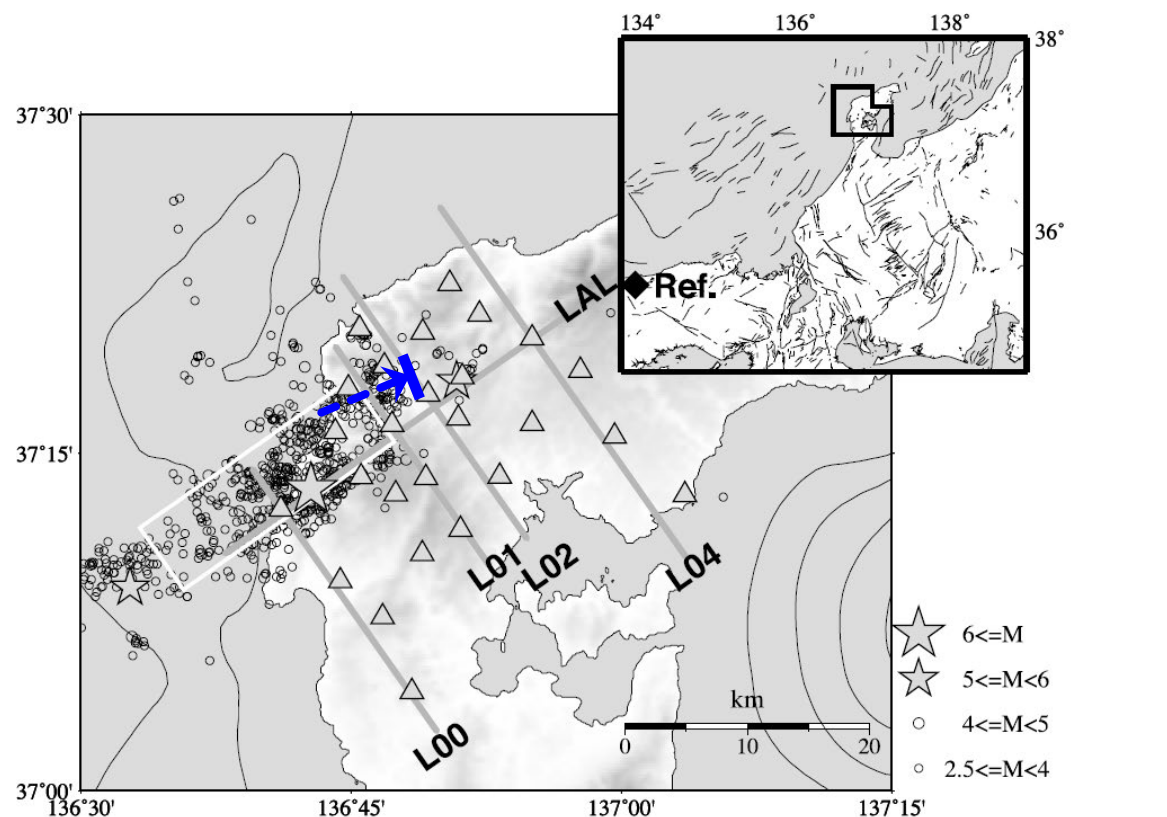 134° 136° 138°
38°
37°30'
36°
LAL
Ref.
37°15'
L01
L02
L04
6<=M
5<=M<6
km
4<=M<5
L00
0 10 20
2.5<=M<4
37°00'
136°30' 136°45' 137°00' 137°15'